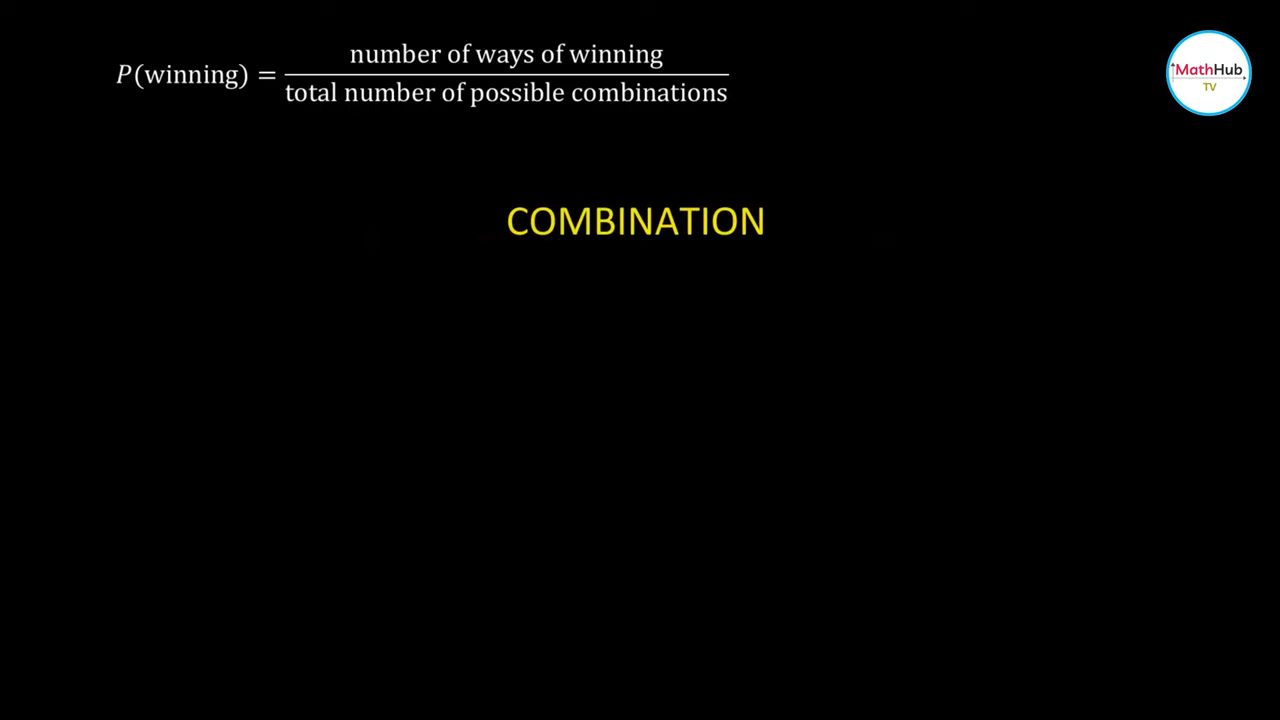 P(winning) = number of ways of winning / total number of possible combinations
MathHub
TV
COMBINATION